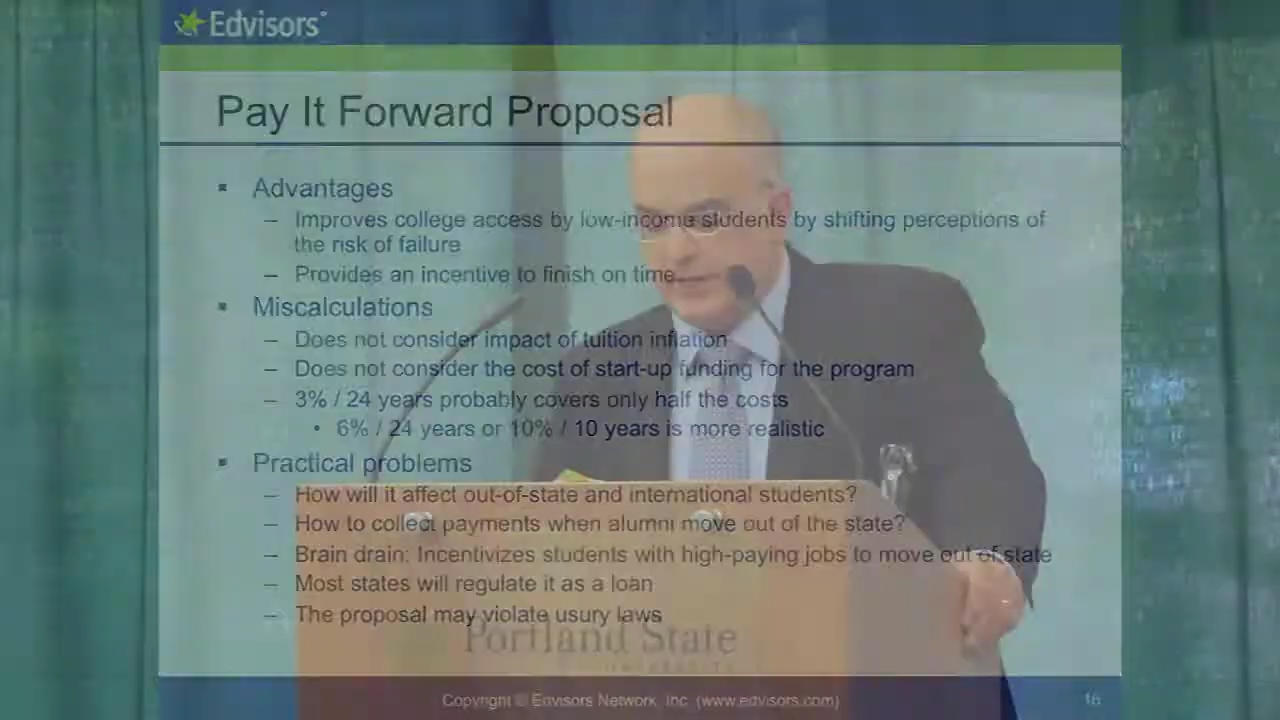 Edvisors
Pay It Forward Proposal
▪ Advantages
– Improves college access by low-income students by shifting perceptions of
the risk of failure
– Provides an incentive to finish on time
▪ Miscalculations
– Does not consider impact of tuition inflation
– Does not consider the cost of start-up funding for the program
– 3% / 24 years probably covers only half the costs
• 6% / 24 years or 10% / 10 years is more realistic
▪ Practical problems
– How will it affect out-of-state and international students?
– How to collect payments when alumni move out of the state?
– Brain drain: Incentivizes students with high-paying jobs to move out of state
– Most states will regulate it as a loan
– The proposal may violate usury laws
Portland State
UNIVERSITY
Copyright © Edvisors Network, Inc. (www.edvisors.com)
16